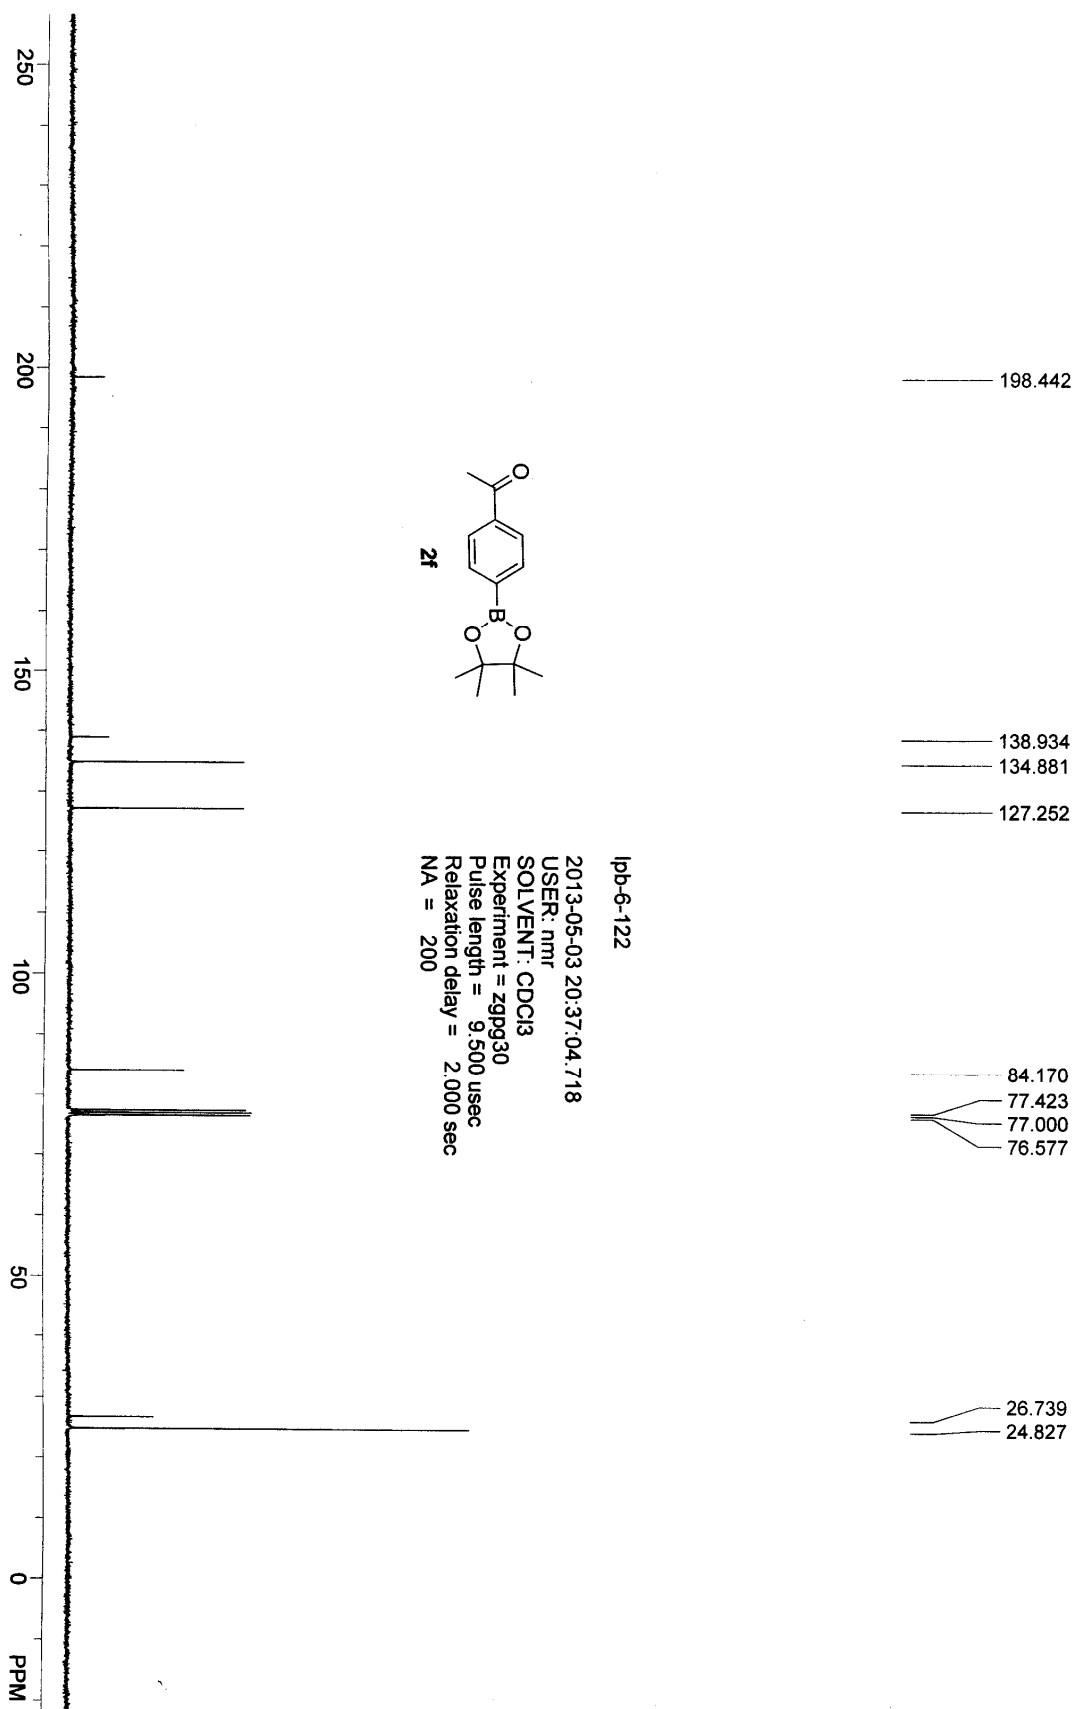 198.442
138.934
134.881
127.252
84.170
77.423
77.000
76.577
26.739
24.827
O
B
O
O
2f
lpb-6-122
2013-05-03 20:37:04.718
USER: nmr
SOLVENT: CDCl3
Experiment = zgpg30
Pulse length = 9.500 usec
Relaxation delay = 2.000 sec
NA = 200
250
200
150
100
50
0
PPM